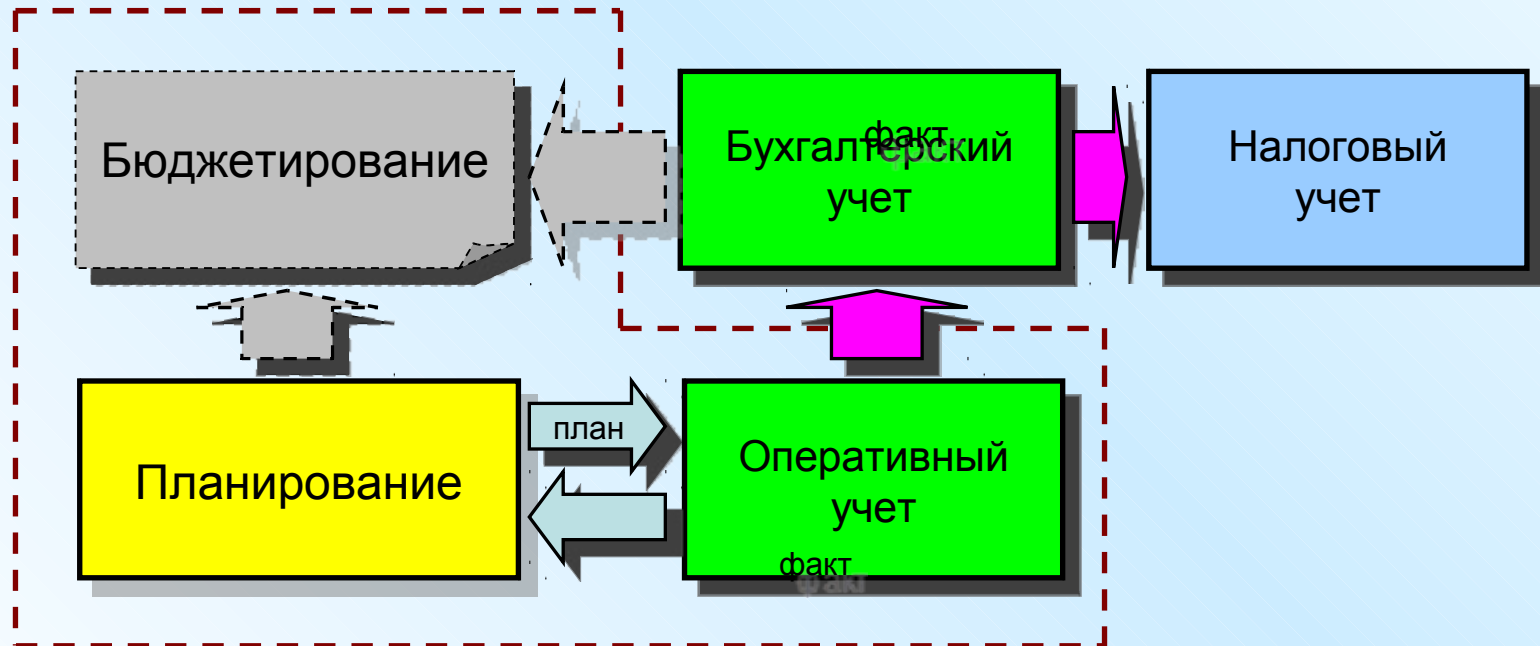 Бюджетирование
факт
Бухгалтерский
учет
Налоговый
учет
Планирование
план
Оперативный
учет
факт